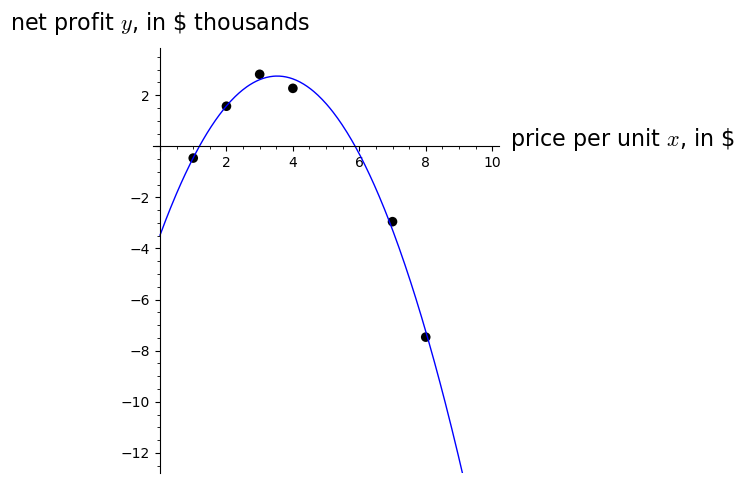 net profit y, in $ thousands
2
price per unit x, in $
2 4 6 8 10
−2
−4
−6
−8
−10
−12